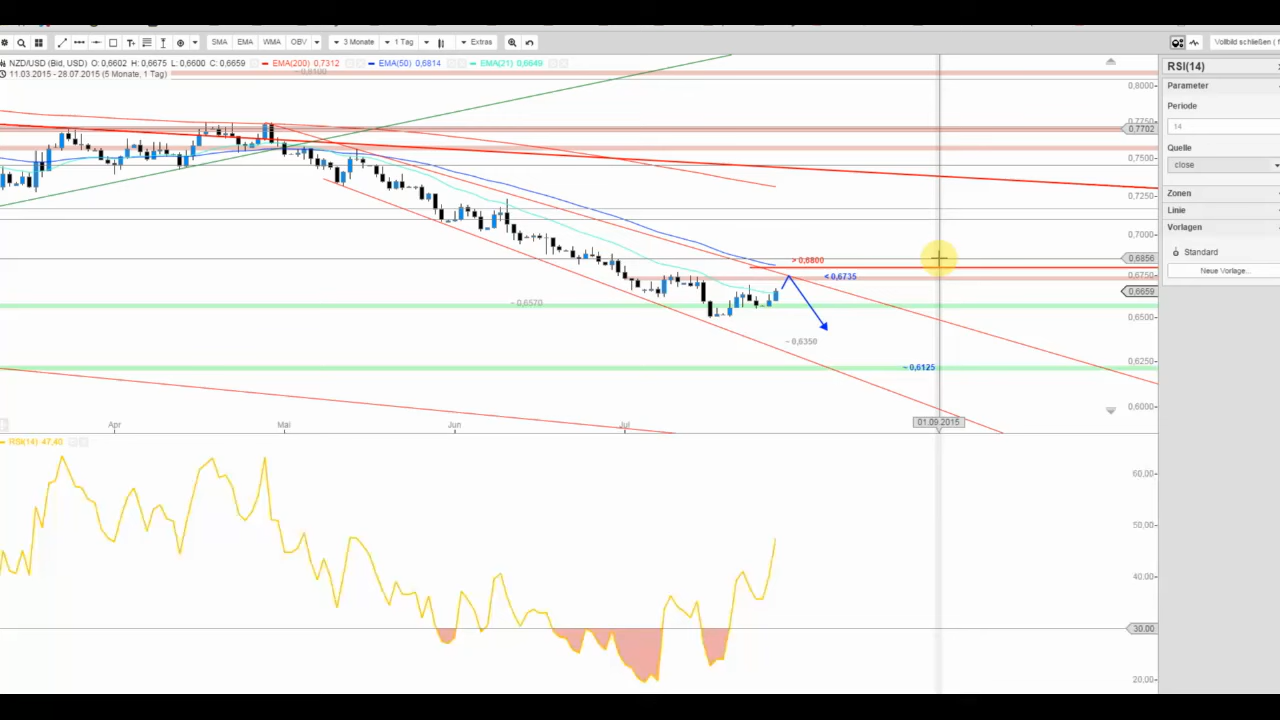 SMA EMA WMA OBV 3 Monate 1 Tag Extras Vollbild schließen ( f
NZD/USD (Bid, USD) O: 0,6602 H: 0,6675 L: 0,6600 C: 0,6659 EMA(200) 0,7312 EMA(50) 0,6814 EMA(21) 0,6649
11.03.2015 - 28.07.2015 (5 Monate, 1 Tag)
~ 0,8100
RSI(14)
Parameter
Periode
14
Quelle
close
Zonen
Linie
Vorlagen
Standard
Neue Vorlage...
0,8000
0,7750
0,7702
0,7500
0,7250
0,7000
0,6856
0,6750
0,6659
0,6500
0,6250
0,6000
> 0,6800
< 0,6735
~ 0,6570
~ 0,6350
~ 0,6125
Apr Mai Jun Jul 01.09.2015
RSI(14) 47,40
60.00
50.00
40.00
30.00
20.00